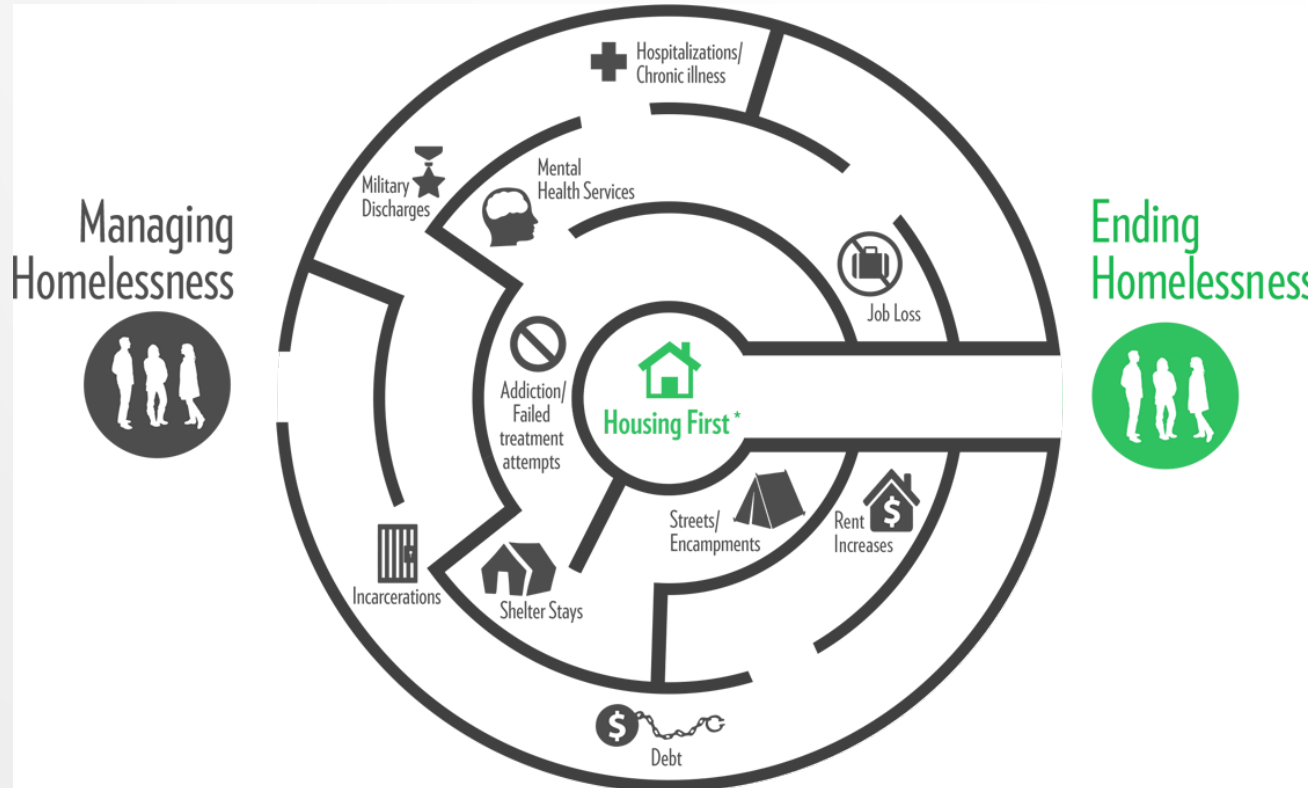 Managing
Homelessness
Hospitalizations/
Chronic illness
Military
Discharges
Mental
Health Services
Job Loss
Addiction/
Failed
treatment
attempts
Housing First *
Streets/
Encampments
$
Rent
Increases
Incarcerations
Shelter Stays
$
Debt
Ending
Homelessness